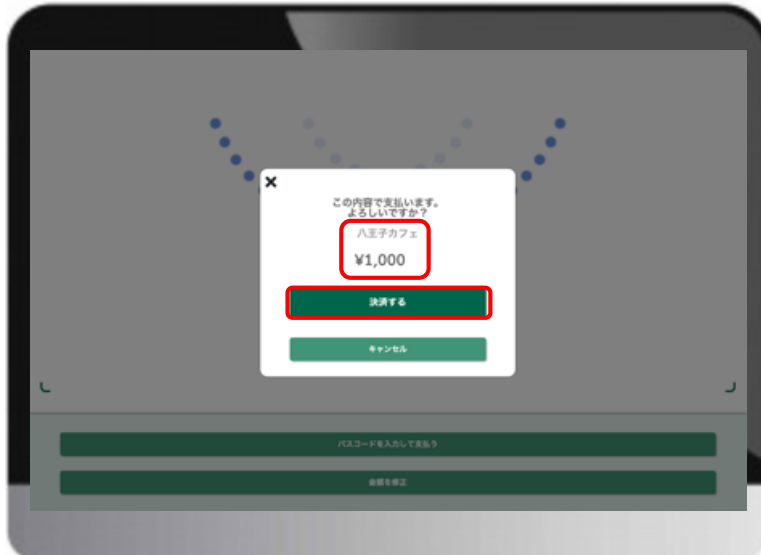 この内容で支払います。
よろしいですか？
八王子カフェ
¥1,000
決済する
キャンセル
パスコードを入力して支払う
金額を修正